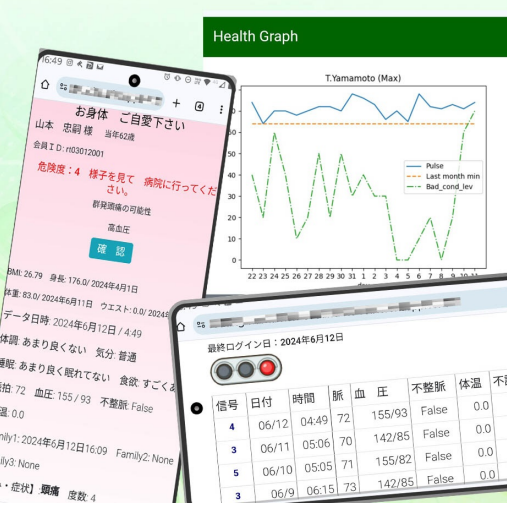 Health Graph
T.Yamamoto (Max)
50
40
30
20
10
0
22 23 24 25 26 27 28 29 30 31 1 2 3 4 5 6 7 8 9 10 11
Pulse
Last month min
Bad_cond_lev
16:49
お身体 ご自愛下さい
山本 忠嗣 様 当年62歳
会員ID: rt03012001
危険度:4 様子を見て 病院に行ってくだ
さい。
群発頭痛の可能性
高血圧
確 認
BMI: 26.79 身長: 176.0/ 2024年4月1日
体重: 83.0/ 2024年6月11日 ウエスト: 0.0/ 2024
データ日時: 2024年6月12日 / 4:49
体調: あまり良くない 気分: 普通
睡眠: あまり良く眠れてない 食欲: すごく
脈拍: 72 血圧: 155 / 93 不整脈: False
温: 0.0
mily1: 2024年6月12日16:09 Family2: None
ily3: None
・症状】:頭痛 度数: 4
最終ログイン日:2024年6月12日
信号 日付 時間 脈 血 圧 不整脈 体温
4 06/12 04:49 72 155/93 False 0.0
3 06/11 05:06 70 142/85 False 0.0
5 06/10 05:05 71 155/82 False 0.0
3 06/9 06:15 73 142/85 False 0.0